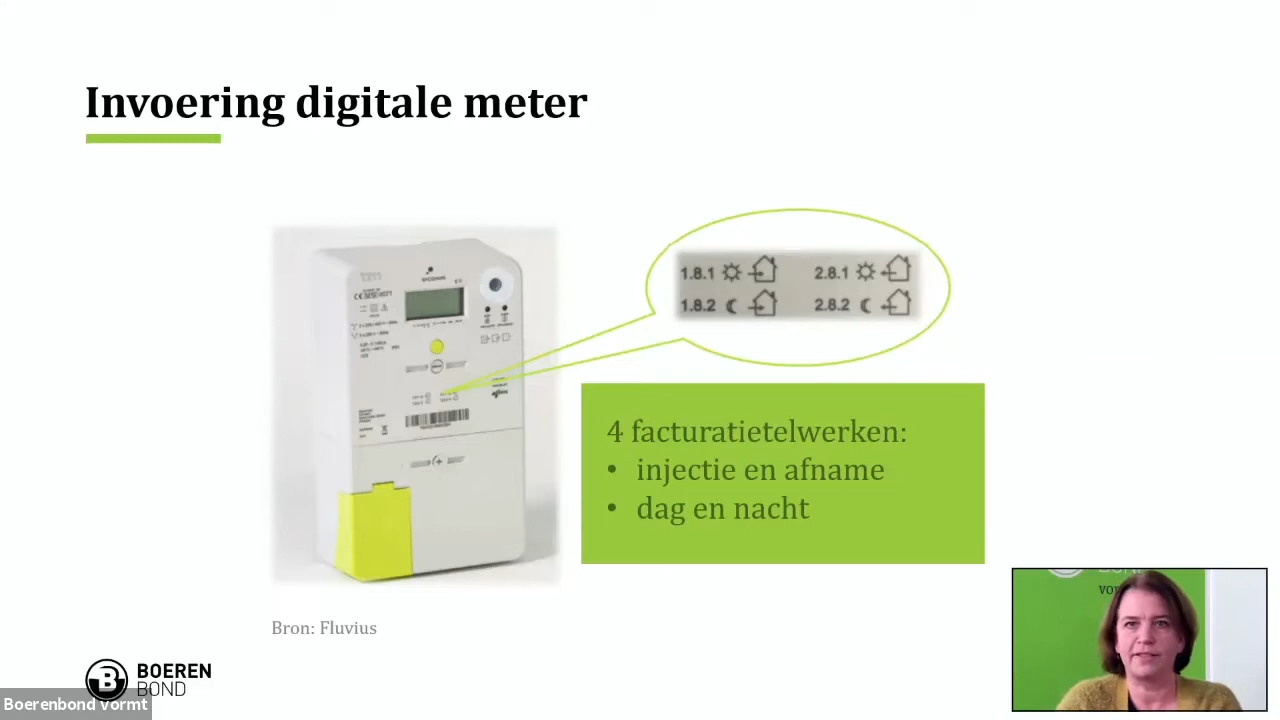 Invoering digitale meter
1.8.1 2.8.1
1.8.2 2.8.2
4 facturatietelwerken:
• injectie en afname
• dag en nacht
Bron: Fluvius
B BOEREN
BOND
Boerenbond Vormt